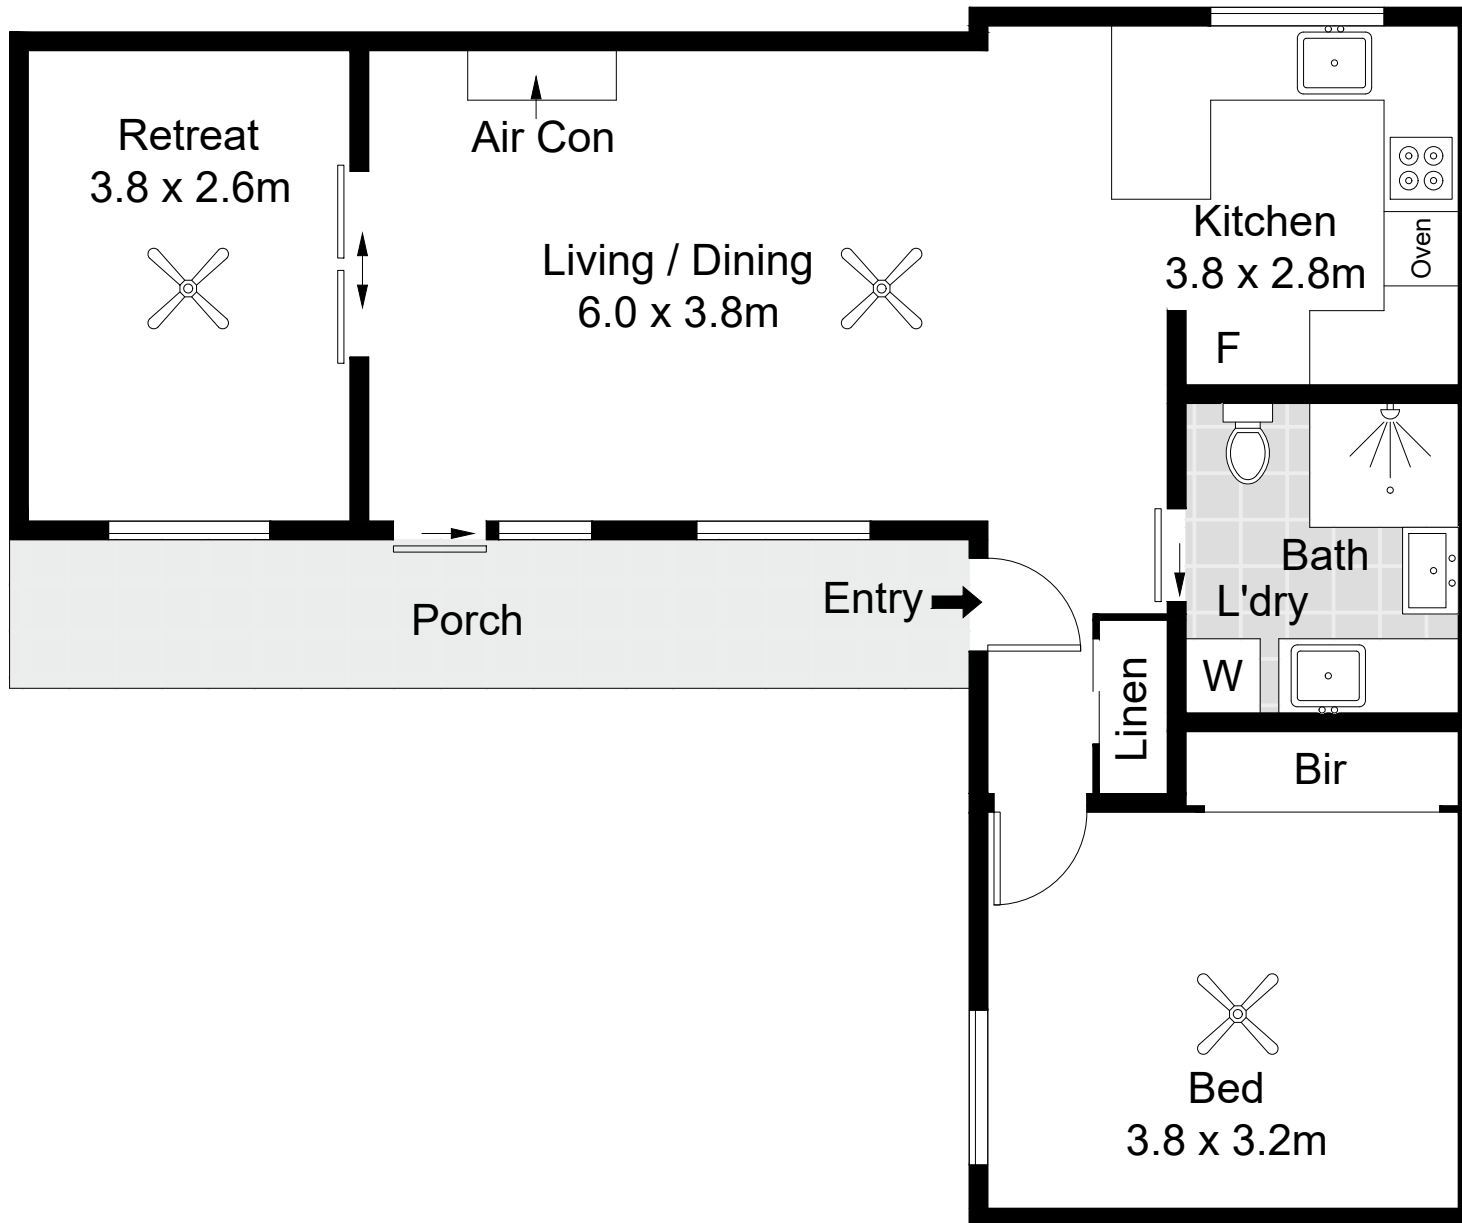 Retreat
3.8 x 2.6m
Air Con
Living / Dining
6.0 x 3.8m
Kitchen
3.8 x 2.8m
Oven
F
Bath
L'dry
Entry
Porch
W
Linen
Bir
Bed
3.8 x 3.2m